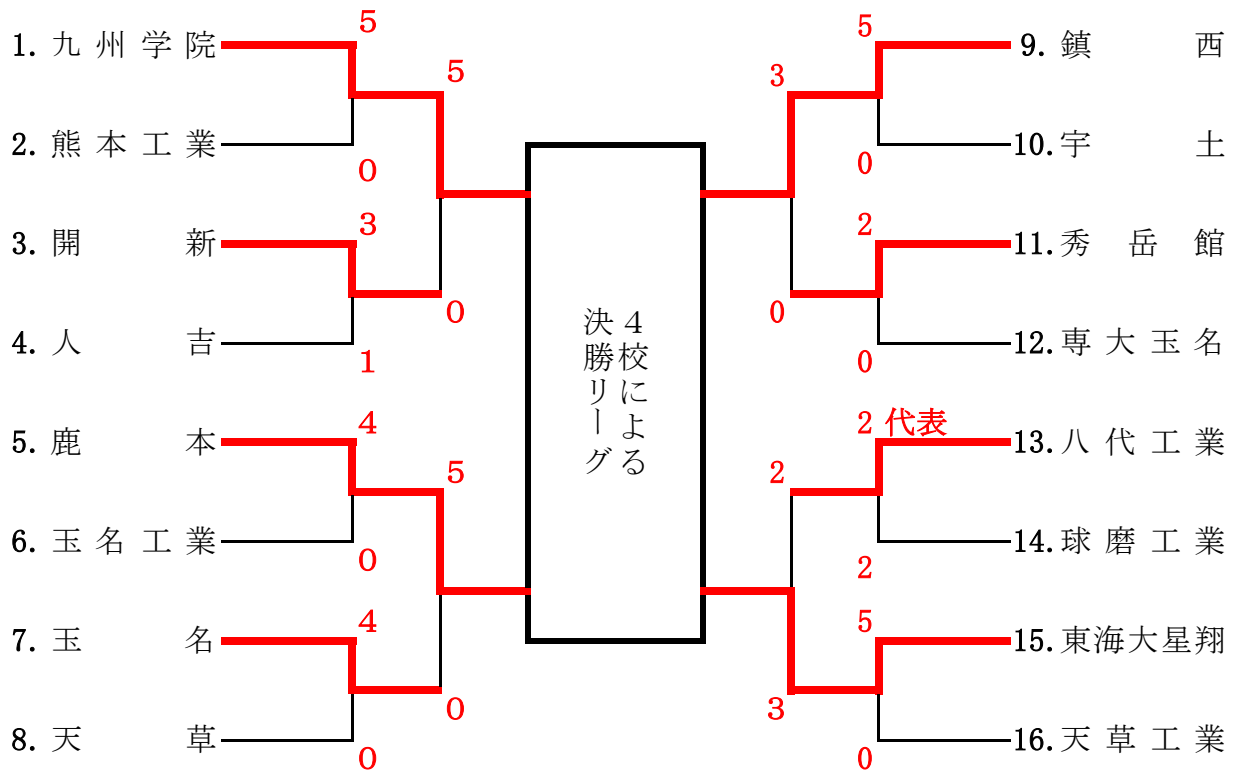 1. 九州学院
5
0
2. 熊本工業
5
3. 開新
3
1
4. 人吉
0
5. 鹿本
4
0
6. 玉名工業
5
7. 玉名
4
0
8. 天草
0
4校による
決勝リーグ
9. 鎮西
5
0
10. 宇土
3
11. 秀岳館
2
0
12. 専大玉名
0
13. 八代工業
2 代表
2
14. 球磨工業
2
15. 東海大星翔
5
0
16. 天草工業
3